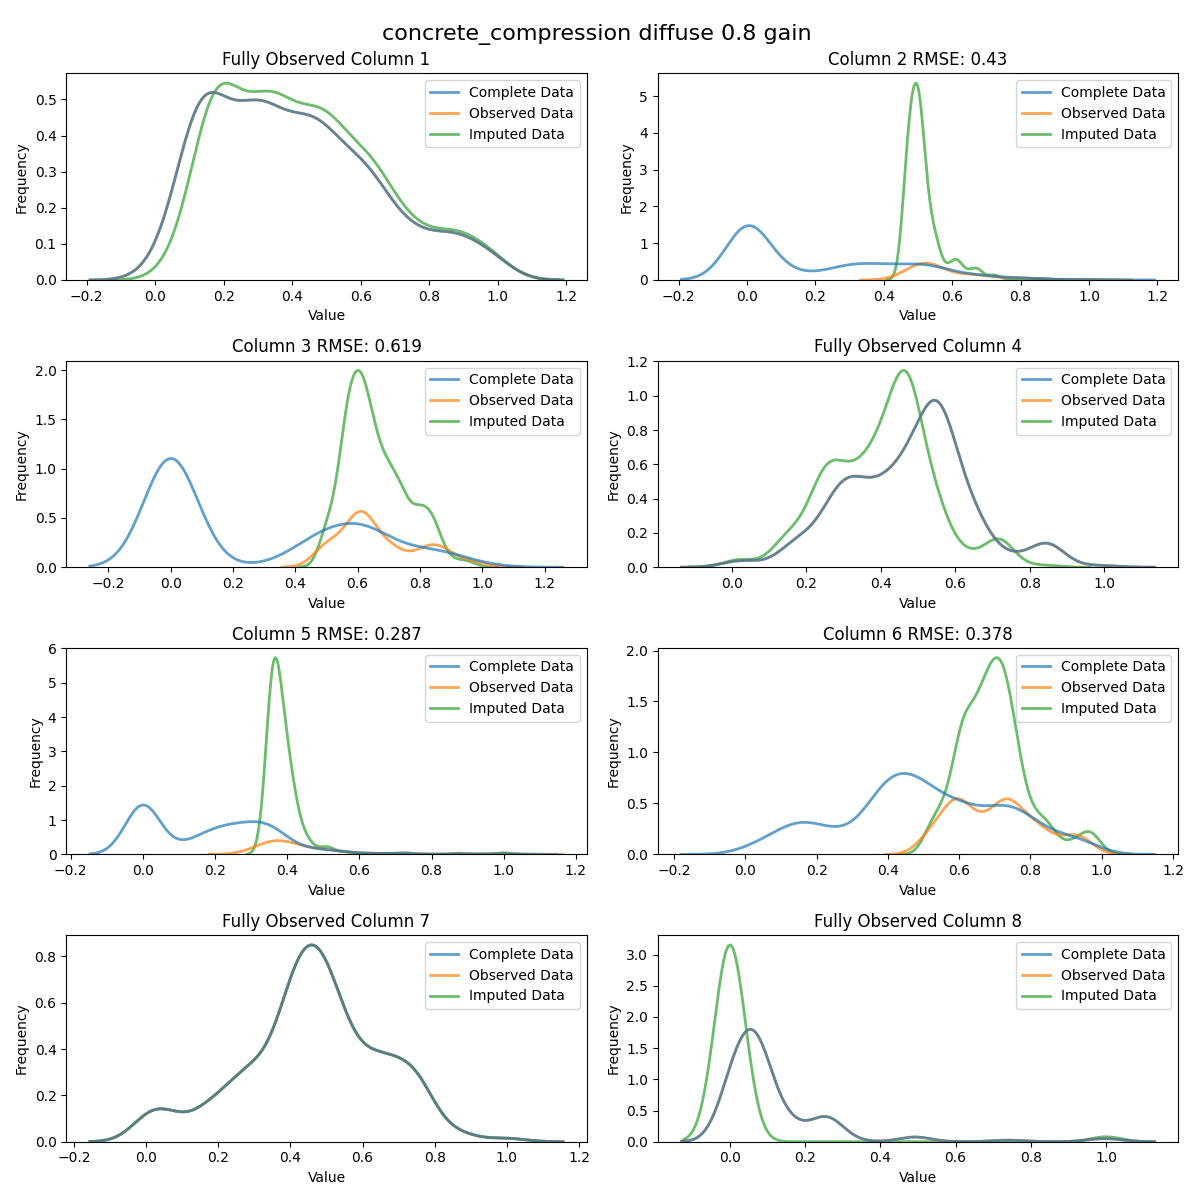 concrete_compression diffuse 0.8 gain
Fully Observed Column 1
Frequency
0.5
0.4
0.3
0.2
0.1
0.0
Complete Data
Observed Data
Imputed Data
−0.2 0.0 0.2 0.4 0.6 0.8 1.0 1.2
Value
Column 2 RMSE: 0.43
Frequency
5
4
3
2
1
0
Complete Data
Observed Data
Imputed Data
−0.2 0.0 0.2 0.4 0.6 0.8 1.0 1.2
Value
Column 3 RMSE: 0.619
Frequency
2.0
1.5
1.0
0.5
0.0
Complete Data
Observed Data
Imputed Data
−0.2 0.0 0.2 0.4 0.6 0.8 1.0 1.2
Value
Fully Observed Column 4
Frequency
1.2
1.0
0.8
0.6
0.4
0.2
0.0
Complete Data
Observed Data
Imputed Data
0.0 0.2 0.4 0.6 0.8 1.0
Value
Column 5 RMSE: 0.287
Frequency
6
5
4
3
2
1
0
Complete Data
Observed Data
Imputed Data
−0.2 0.0 0.2 0.4 0.6 0.8 1.0 1.2
Value
Column 6 RMSE: 0.378
Frequency
2.0
1.5
1.0
0.5
0.0
Complete Data
Observed Data
Imputed Data
−0.2 0.0 0.2 0.4 0.6 0.8 1.0 1.2
Value
Fully Observed Column 7
Frequency
0.8
0.6
0.4
0.2
0.0
Complete Data
Observed Data
Imputed Data
−0.2 0.0 0.2 0.4 0.6 0.8 1.0 1.2
Value
Fully Observed Column 8
Frequency
3.0
2.5
2.0
1.5
1.0
0.5
0.0
Complete Data
Observed Data
Imputed Data
0.0 0.2 0.4 0.6 0.8 1.0
Value